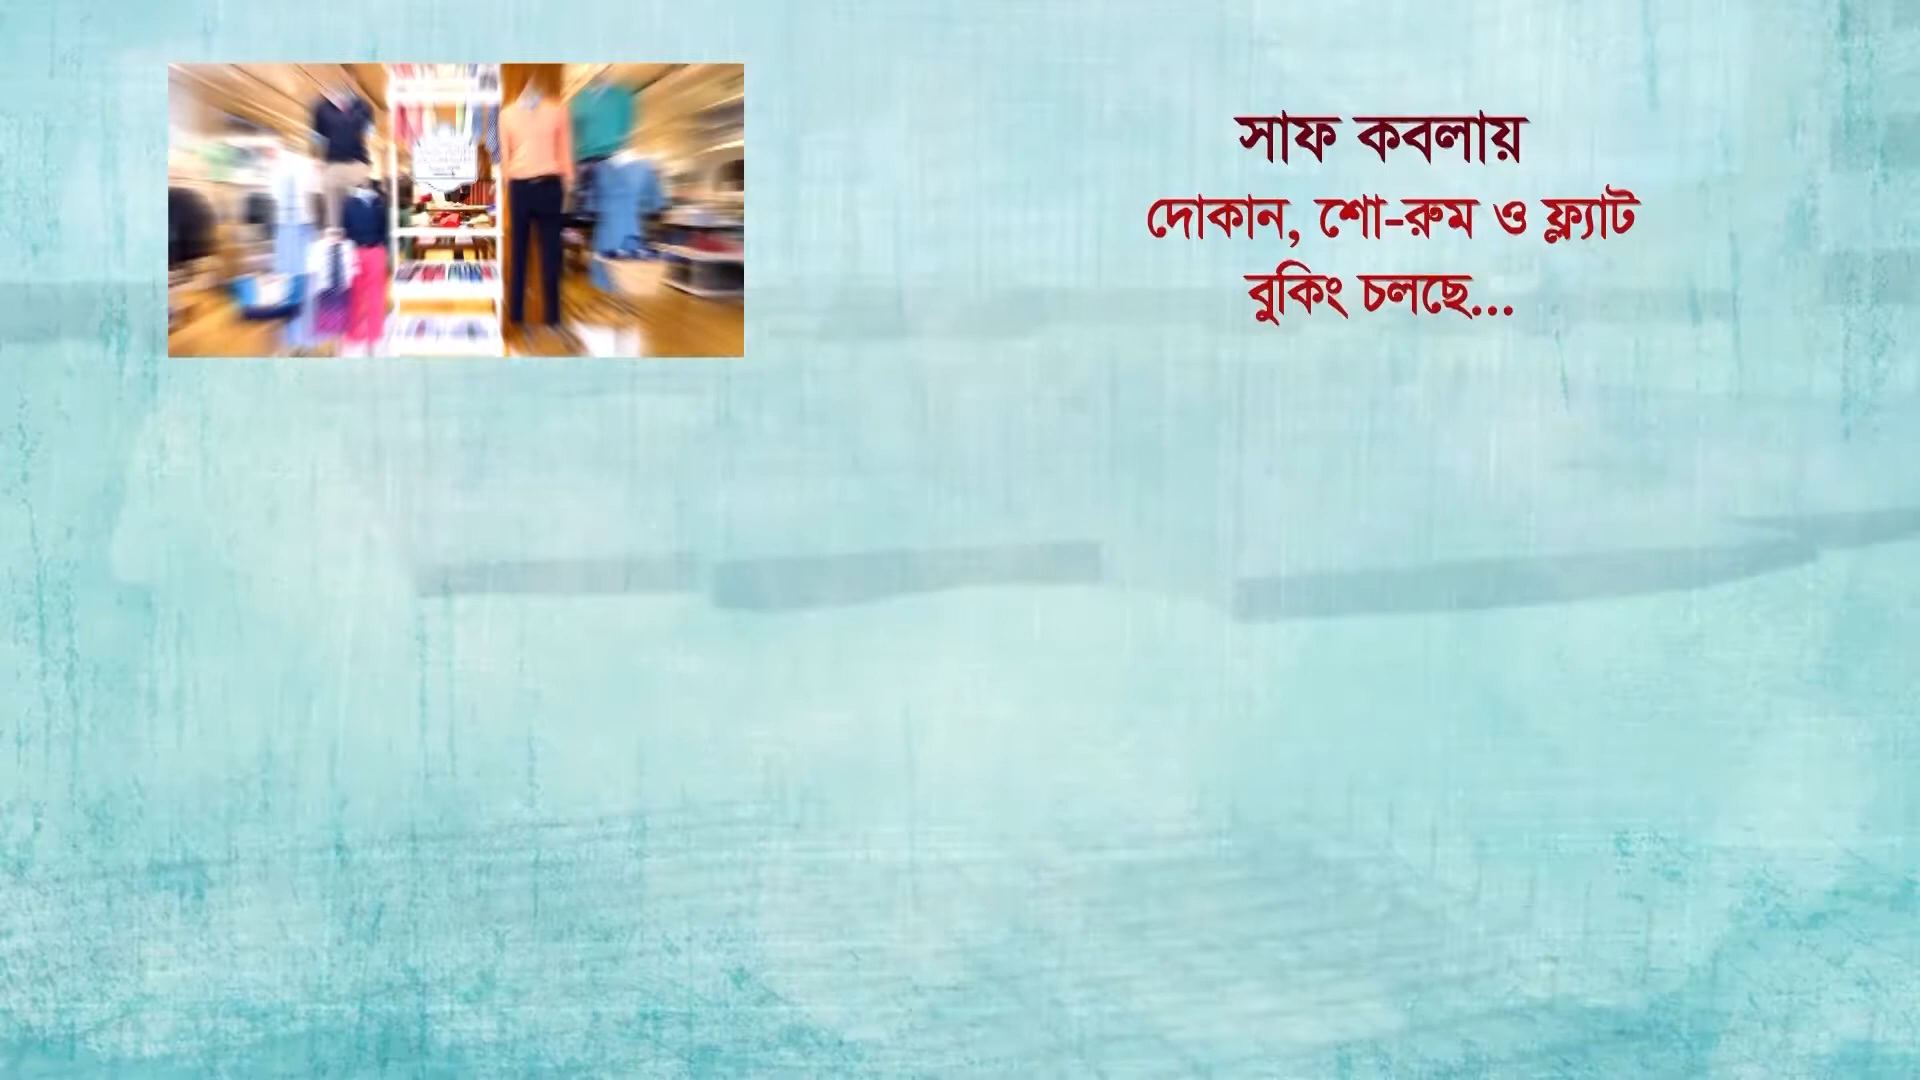 সাফ কবলায়
দোকান, শো-রুম ও ফ্ল্যাট
বুকিং চলছে...